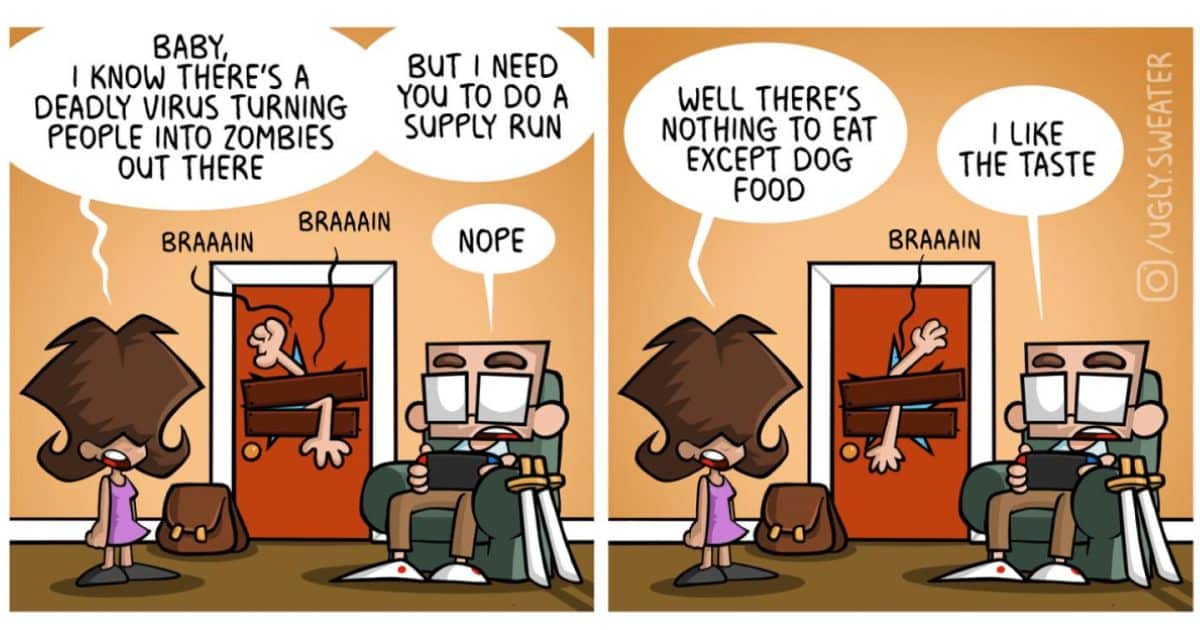 BABY,
I KNOW THERE'S A
DEADLY VIRUS TURNING
PEOPLE INTO ZOMBIES
OUT THERE
BUT I NEED
YOU TO DO A
SUPPLY RUN
BRAAAIN
BRAAAIN
NOPE
WELL THERE'S
NOTHING TO EAT
EXCEPT DOG
FOOD
I LIKE
THE TASTE
BRAAAIN
/UGLY.SWEATER